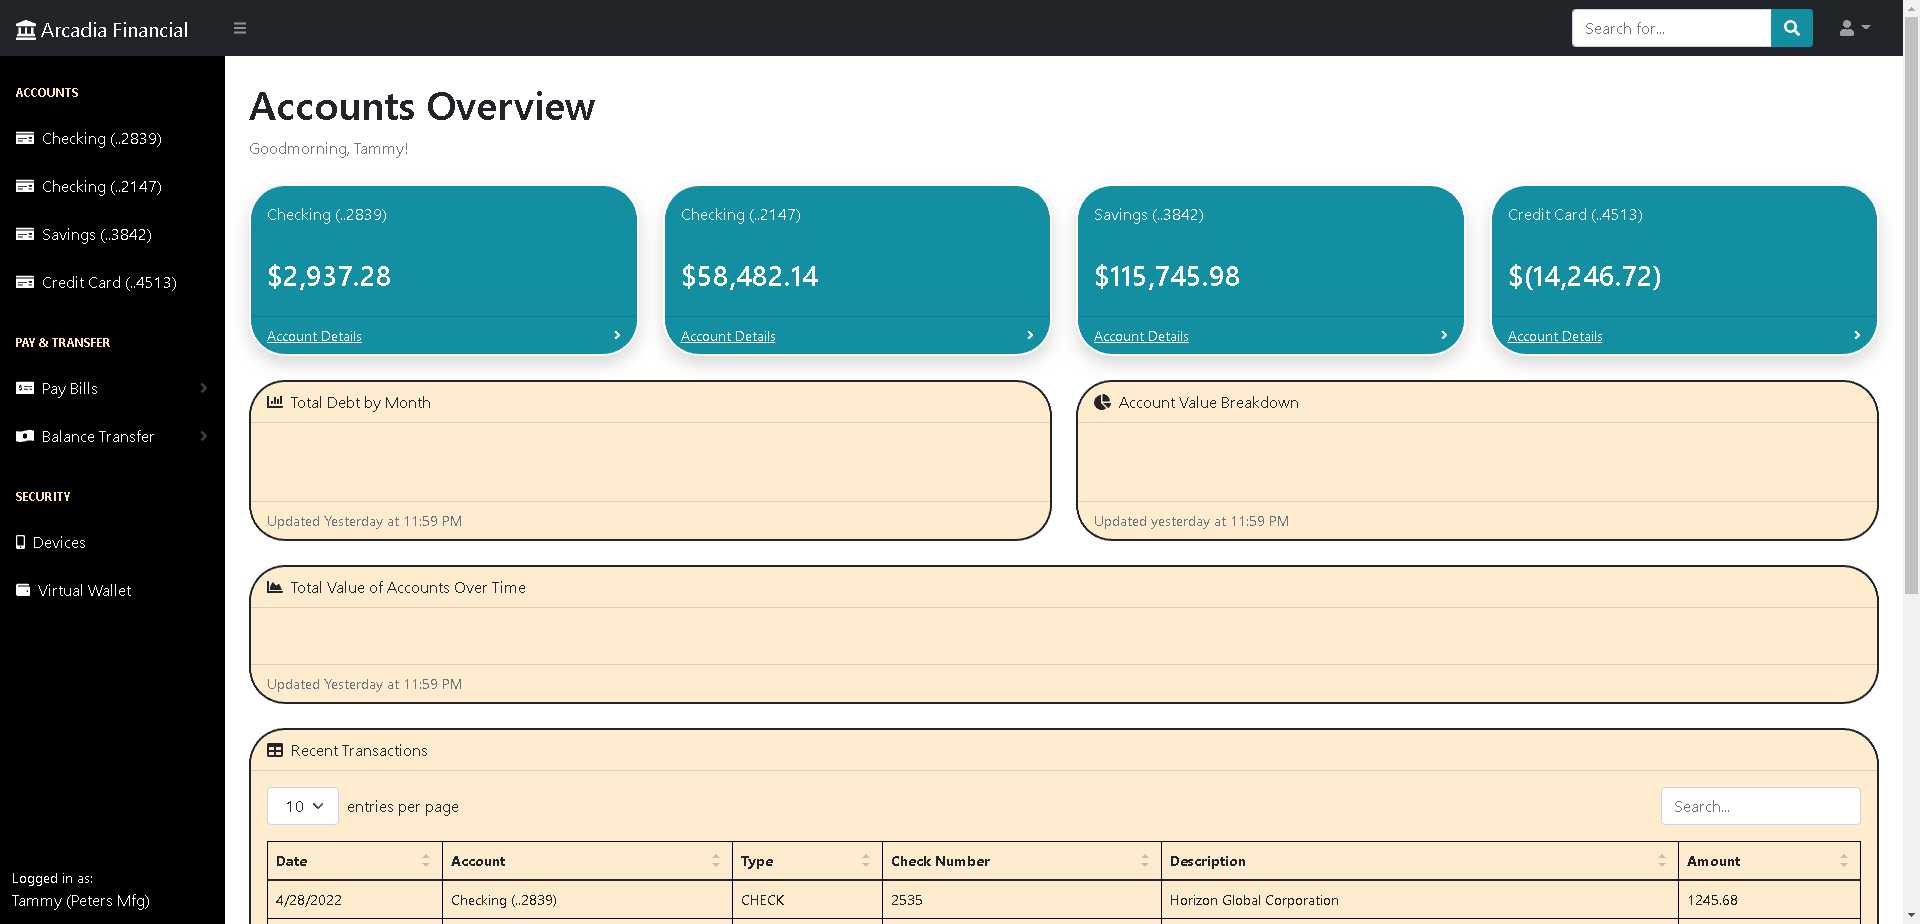 Arcadia Financial
Search for...
ACCOUNTS
Checking (..2839)
Checking (..2147)
Savings (..3842)
Credit Card (..4513)
PAY & TRANSFER
Pay Bills
Balance Transfer
SECURITY
Devices
Virtual Wallet
Logged in as:
Tammy (Peters Mfg)
Accounts Overview
Goodmorning, Tammy!
Checking (..2839)
$2,937.28
Account Details
Checking (..2147)
$58,482.14
Account Details
Savings (..3842)
$115,745.98
Account Details
Credit Card (..4513)
$(14,246.72)
Account Details
Total Debt by Month
Updated Yesterday at 11:59 PM
Account Value Breakdown
Updated yesterday at 11:59 PM
Total Value of Accounts Over Time
Updated Yesterday at 11:59 PM
Recent Transactions
10 entries per page
Search...
Date Account Type Check Number Description Amount
4/28/2022 Checking (..2839) CHECK 2535 Horizon Global Corporation 1245.68